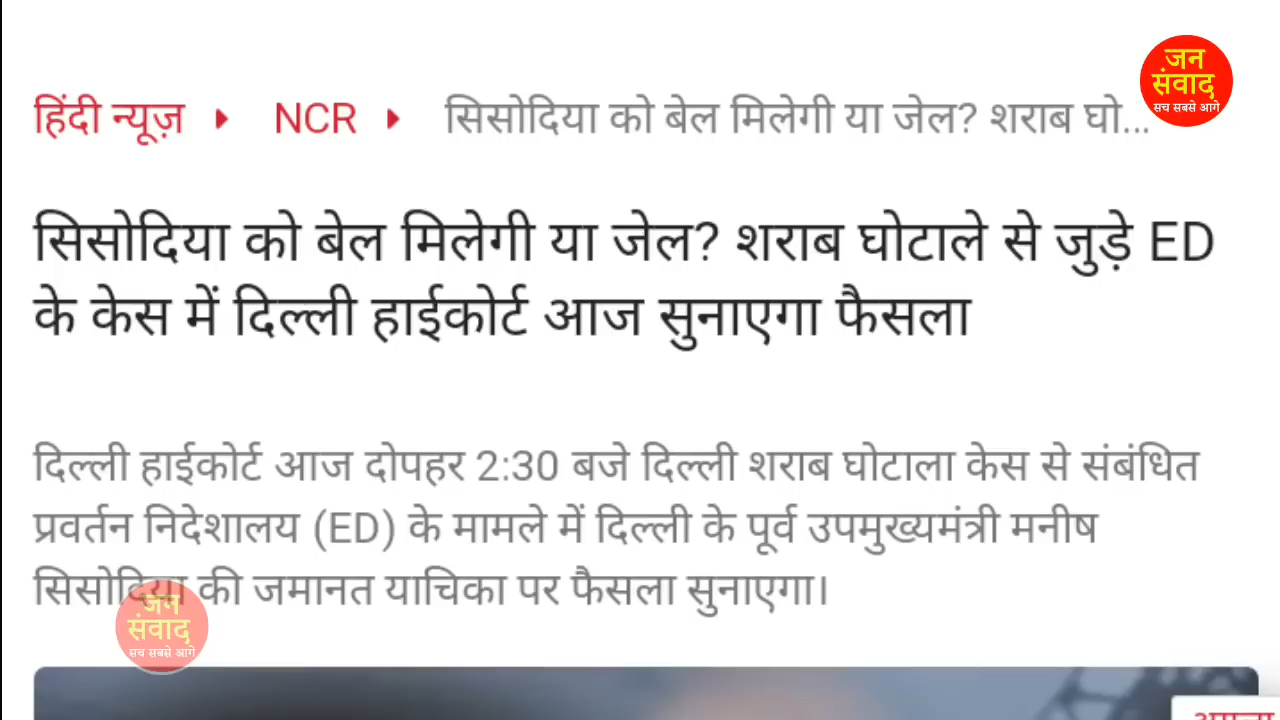 जन
संवाद
सच सबसे आगे
हिंदी न्यूज़ NCR सिसोदिया को बेल मिलेगी या जेल? शराब घो...
सिसोदिया को बेल मिलेगी या जेल? शराब घोटाले से जुड़े ED
के केस में दिल्ली हाईकोर्ट आज सुनाएगा फैसला
दिल्ली हाईकोर्ट आज दोपहर 2:30 बजे दिल्ली शराब घोटाला केस से संबंधित
प्रवर्तन निदेशालय (ED) के मामले में दिल्ली के पूर्व उपमुख्यमंत्री मनीष
सिसोदिया की जमानत याचिका पर फैसला सुनाएगा।
जन
संवाद
सच सबसे आगे